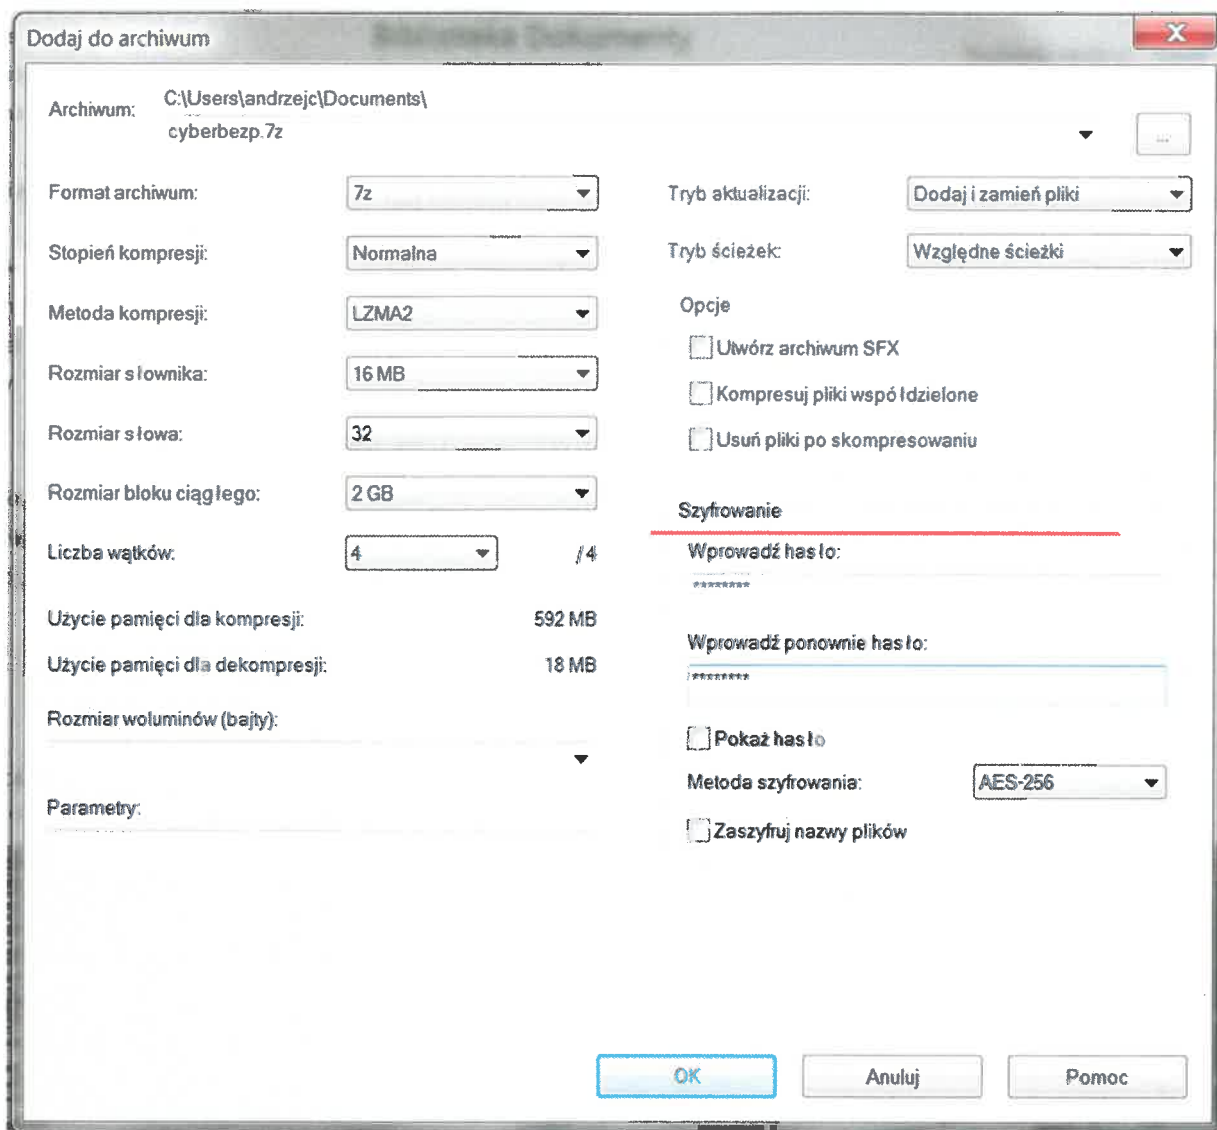 Dodaj do archiwum
Archiwum:
C:\Users\andrzejc\Documents\
cyberbezp.7z
...
Format archiwum:
7z
Stopień kompresji:
Normalna
Metoda kompresji:
LZMA2
Rozmiar słownika:
16 MB
Rozmiar słowa:
32
Rozmiar bloku ciągłego:
2 GB
Liczba wątków:
4
/ 4
Użycie pamięci dla kompresji:
592 MB
Użycie pamięci dla dekompresji:
18 MB
Rozmiar woluminów (bajty):
Parametry:
Tryb aktualizacji:
Dodaj i zamień pliki
Tryb ścieżek:
Względne ścieżki
Opcje
Utwórz archiwum SFX
Kompresuj pliki współdzielone
Usuń pliki po skompresowaniu
Szyfrowanie
Wprowadź hasło:
********
Wprowadź ponownie hasło:
********
Pokaż hasło
Metoda szyfrowania:
AES-256
Zaszyfruj nazwy plików
OK
Anuluj
Pomoc